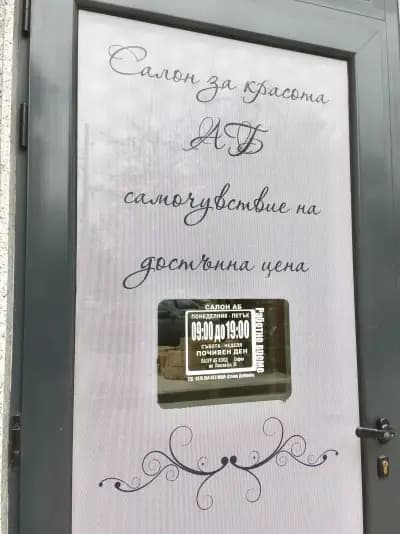 Салон за красота
АБ
самочувствие на
достъпна цена
САЛОН АБ
ПОНЕДЕЛНИК - ПЕТЪК
09:00 до 19:00
СЪБОТА / НЕДЕЛЯ
ПОЧИВЕН ДЕН
Работно време